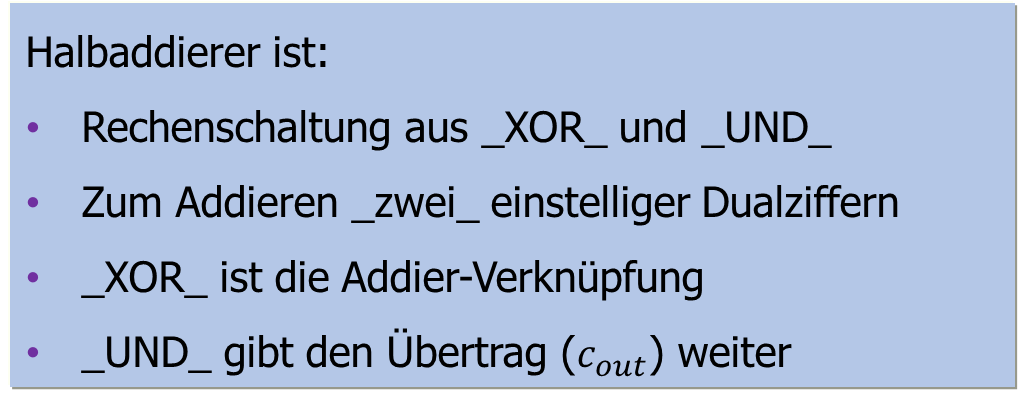 Halbaddierer ist:
• Rechenschaltung aus _XOR_ und _UND_
• Zum Addieren _zwei_ einstelliger Dualziffern
• _XOR_ ist die Addier-Verknüpfung
• _UND_ gibt den Übertrag (c_out) weiter